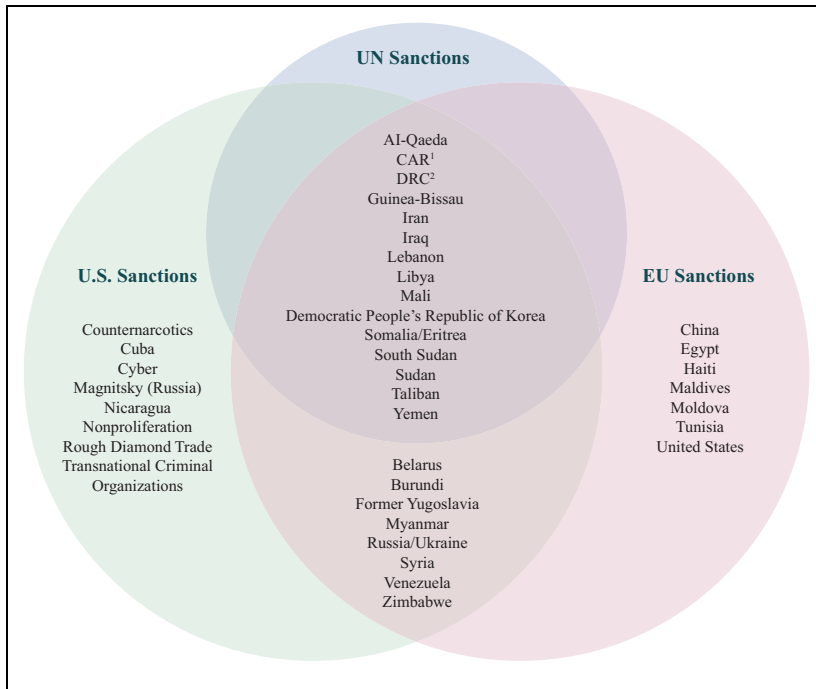 UN Sanctions
AI-Qaeda
CAR¹
DRC²
Guinea-Bissau
Iran
Iraq
Lebanon
Libya
Mali
Democratic People's Republic of Korea
Somalia/Eritrea
South Sudan
Sudan
Taliban
Yemen
U.S. Sanctions
Counternarcotics
Cuba
Cyber
Magnitsky (Russia)
Nicaragua
Nonproliferation
Rough Diamond Trade
Transnational Criminal
Organizations
EU Sanctions
China
Egypt
Haiti
Maldives
Moldova
Tunisia
United States
Belarus
Burundi
Former Yugoslavia
Myanmar
Russia/Ukraine
Syria
Venezuela
Zimbabwe